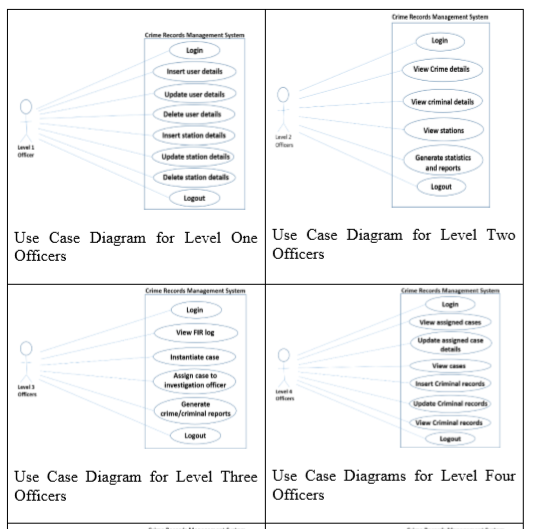 Crime Records Management System
Login
Insert user details
Update user details
Delete user details
Insert station details
Update station details
Delete station details
Logout
Level 1
Officer
Use Case Diagram for Level One
Officers
Crime Records Management System
Login
View Crime details
View criminal details
View stations
Generate statistics
and reports
Logout
Level 2
Officers
Use Case Diagram for Level Two
Officers
Crime Records Management System
Login
View FIR log
Instantiate case
Assign case to
investigation officer
Generate
crime/criminal reports
Logout
Level 3
Officers
Use Case Diagram for Level Three
Officers
Crime Records Management System
Login
View assigned cases
Update assigned case
details
View cases
Insert Criminal records
Update Criminal records
View Criminal records
Logout
Level 4
Officers
Use Case Diagrams for Level Four
Officers